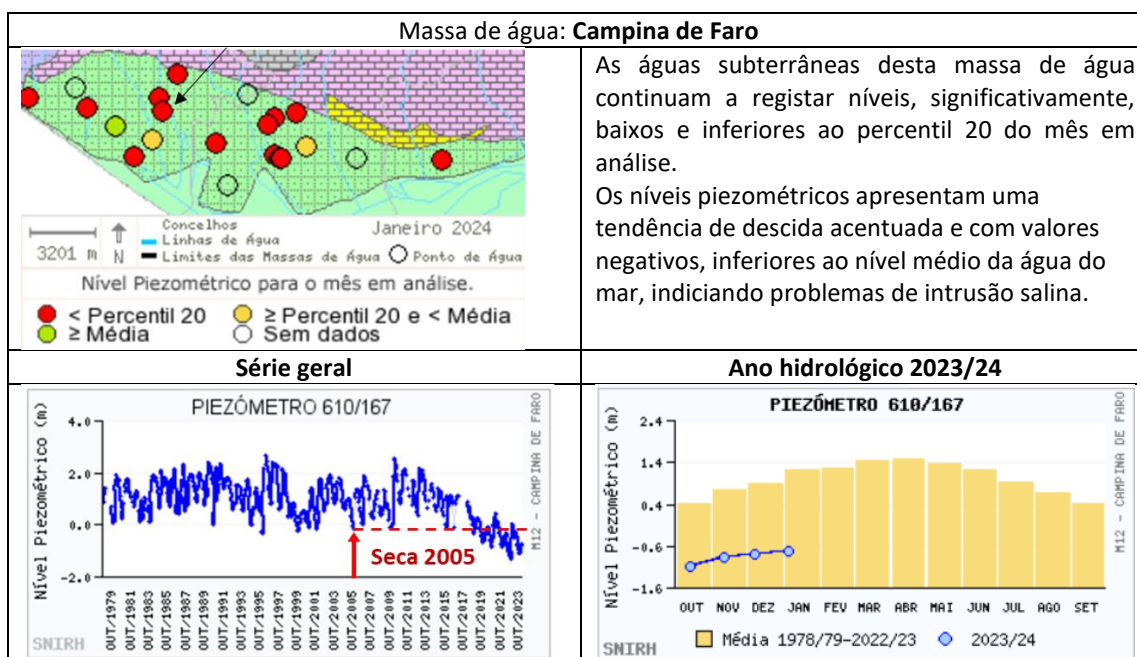 Massa de água: Campina de Faro
As águas subterrâneas desta massa de água
continuam a registar níveis, significativamente,
baixos e inferiores ao percentil 20 do mês em
análise.
Os níveis piezométricos apresentam uma
tendência de descida acentuada e com valores
negativos, inferiores ao nível médio da água do
mar, indiciando problemas de intrusão salina.
3201 m
N
Concelhos
Linhas de Água
Limites das Massas de Água
Janeiro 2024
Ponto de Água
Nível Piezométrico para o mês em análise.
< Percentil 20
≥ Percentil 20 e < Média
≥ Média
Sem dados
Série geral
Ano hidrológico 2023/24
PIEZÓMETRO 610/167
Nível Piezométrico (m)
4.0
2.0
0.0
-2.0
Seca 2005
OUT/1979
OUT/1981
OUT/1983
OUT/1985
OUT/1987
OUT/1989
OUT/1991
OUT/1993
OUT/1995
OUT/1997
OUT/1999
OUT/2001
OUT/2003
OUT/2005
OUT/2007
OUT/2009
OUT/2011
OUT/2013
OUT/2015
OUT/2017
OUT/2019
OUT/2021
OUT/2023
M12 - CAMPINA DE FARO
SNIRH
PIEZÓMETRO 610/167
Nível Piezométrico (m)
2.4
1.4
0.4
-0.6
-1.6
OUT NOV DEZ JAN FEV MAR ABR MAI JUN JUL AGO SET
Média 1978/79-2022/23
2023/24
M12 - CAMPINA DE FARO
SNIRH